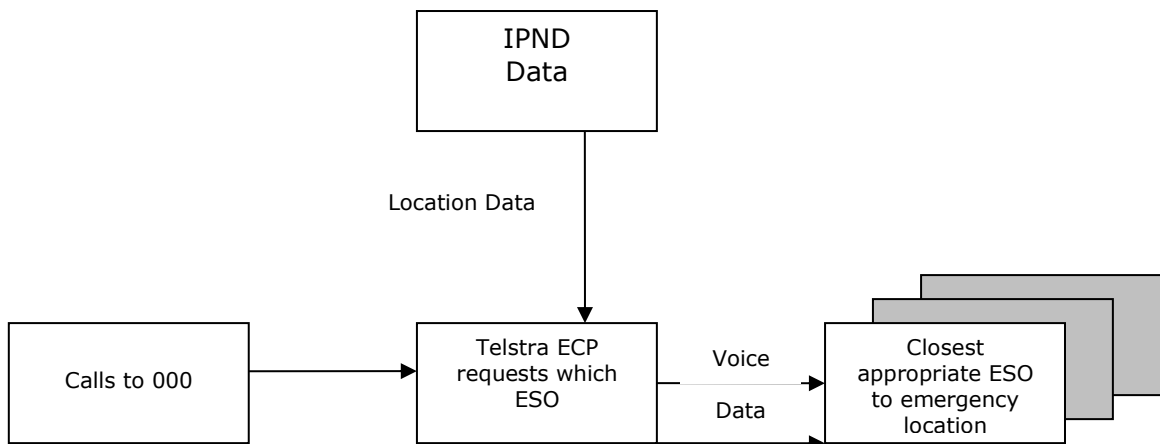 IPND
Data
Location Data
Calls to 000
Telstra ECP
requests which
ESO
Voice
Data
Closest
appropriate ESO
to emergency
location